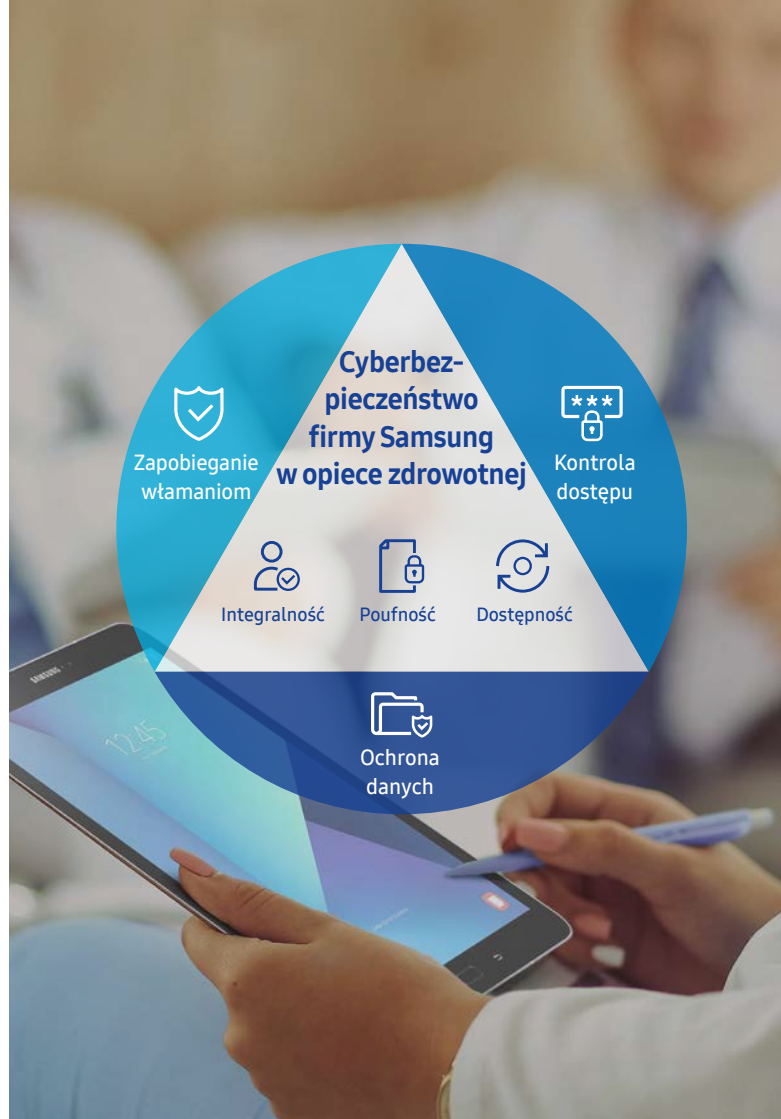 Cyberbez-
pieczeństwo
firmy Samsung
w opiece zdrowotnej
Zapobieganie
włamaniom
***
Kontrola
dostępu
Integralność
Poufność
Dostępność
Ochrona
danych
SAMSUNG
12:45